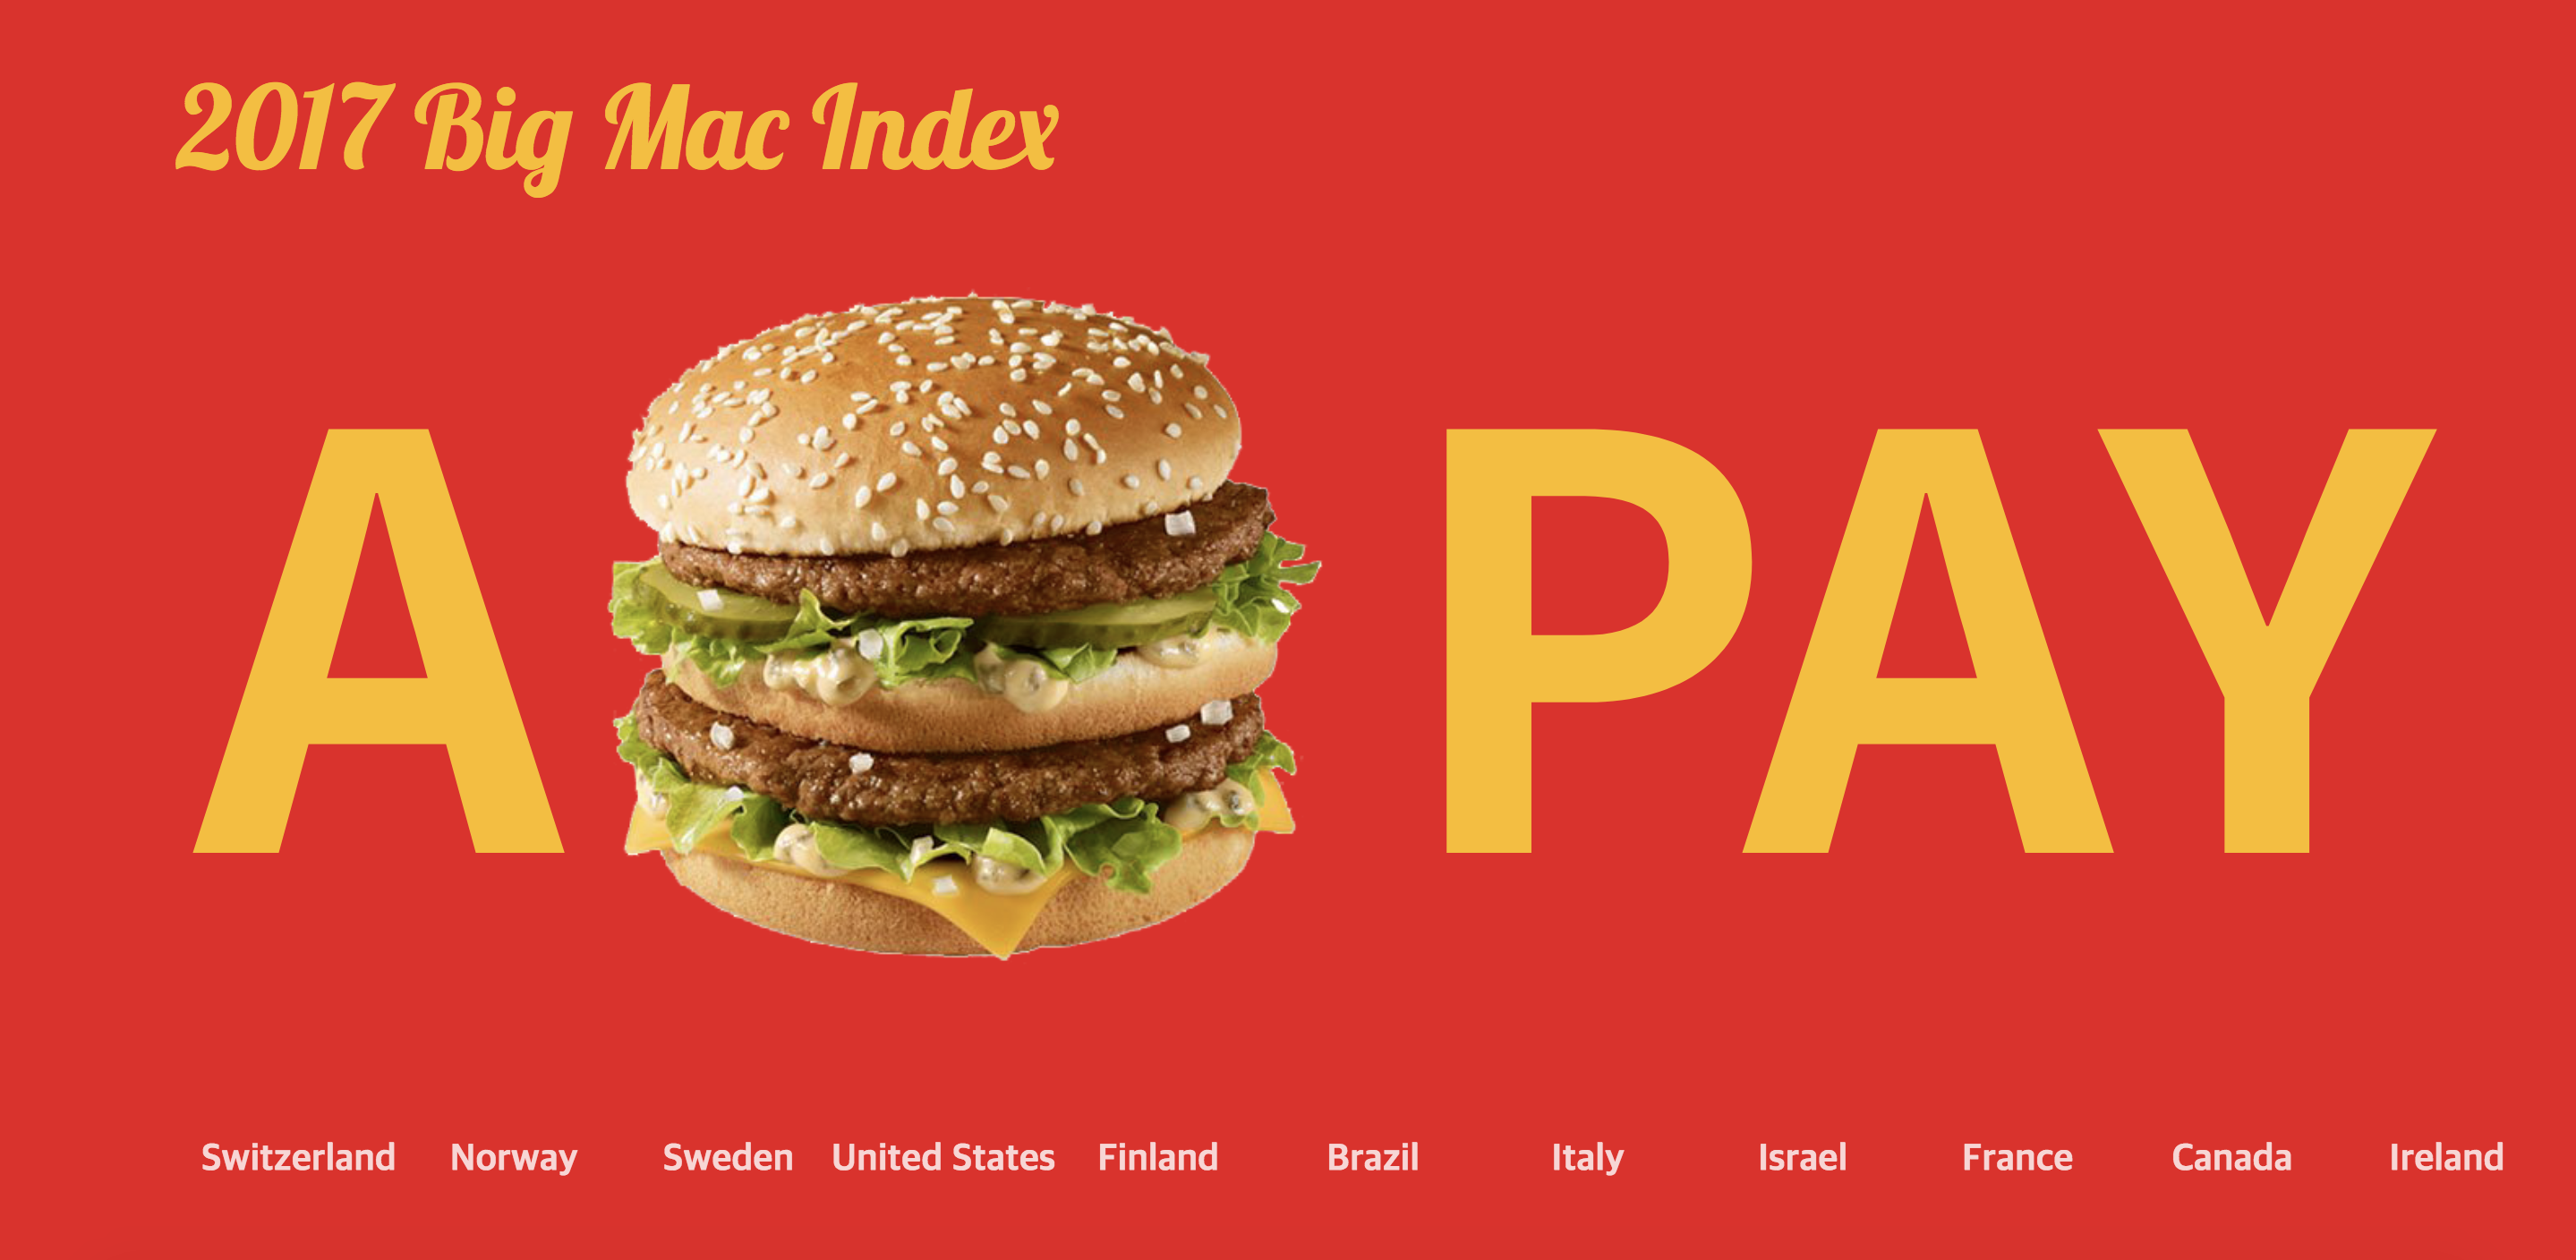 2017 Big Mac Index
A PAY
Switzerland Norway Sweden United States Finland Brazil Italy Israel France Canada Ireland